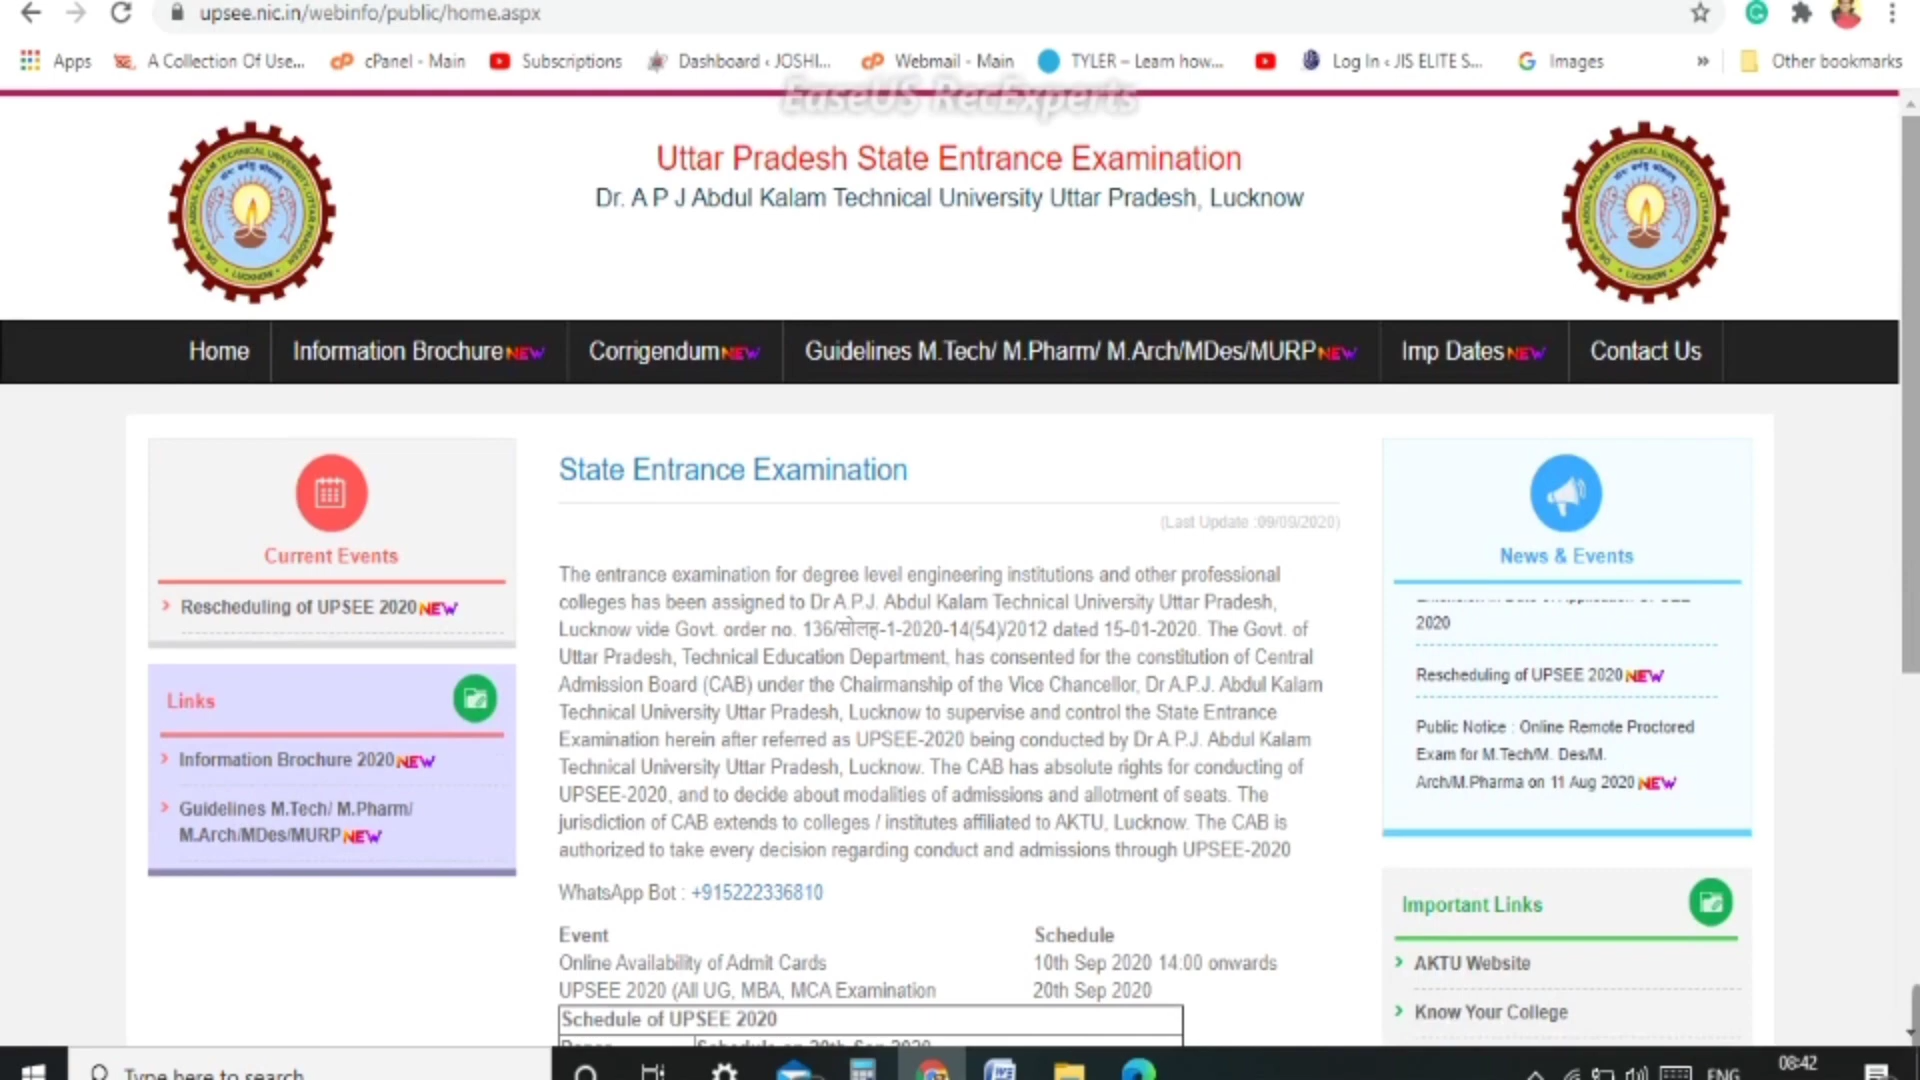 upsee.nic.in/webinfo/public/home.aspx
Apps A Collection Of Use... cPanel - Main Subscriptions Dashboard ‹ JOSHI... Webmail - Main TYLER – Learn how... Log In ‹ JIS ELITE S... Images » Other bookmarks
EaseUS RecExperts
Uttar Pradesh State Entrance Examination
Dr. A P J Abdul Kalam Technical University Uttar Pradesh, Lucknow
Home Information Brochure NEW Corrigendum NEW Guidelines M.Tech/ M.Pharm/ M.Arch/MDes/MURP NEW Imp Dates NEW Contact Us
Current Events
Rescheduling of UPSEE 2020 NEW
Links
Information Brochure 2020 NEW
Guidelines M.Tech/ M.Pharm/
M.Arch/MDes/MURP NEW
State Entrance Examination
(Last Update :09/09/2020)
The entrance examination for degree level engineering institutions and other professional
colleges has been assigned to Dr A.P.J. Abdul Kalam Technical University Uttar Pradesh,
Lucknow vide Govt. order no. 136/सोलह-1-2020-14(54)/2012 dated 15-01-2020. The Govt. of
Uttar Pradesh, Technical Education Department, has consented for the constitution of Central
Admission Board (CAB) under the Chairmanship of the Vice Chancellor, Dr A.P.J. Abdul Kalam
Technical University Uttar Pradesh, Lucknow to supervise and control the State Entrance
Examination herein after referred as UPSEE-2020 being conducted by Dr A.P.J. Abdul Kalam
Technical University Uttar Pradesh, Lucknow. The CAB has absolute rights for conducting of
UPSEE-2020, and to decide about modalities of admissions and allotment of seats. The
jurisdiction of CAB extends to colleges / institutes affiliated to AKTU, Lucknow. The CAB is
authorized to take every decision regarding conduct and admissions through UPSEE-2020
WhatsApp Bot : +915222336810
Event Schedule
Online Availability of Admit Cards 10th Sep 2020 14:00 onwards
UPSEE 2020 (All UG, MBA, MCA Examination 20th Sep 2020
Schedule of UPSEE 2020
News & Events
2020
Rescheduling of UPSEE 2020 NEW
Public Notice : Online Remote Proctored
Exam for M.Tech/M. Des/M.
Arch/M.Pharma on 11 Aug 2020 NEW
Important Links
AKTU Website
Know Your College
Type here to search
ENG
08:42